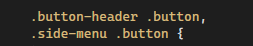 .button-header .button,
.side-menu .button {